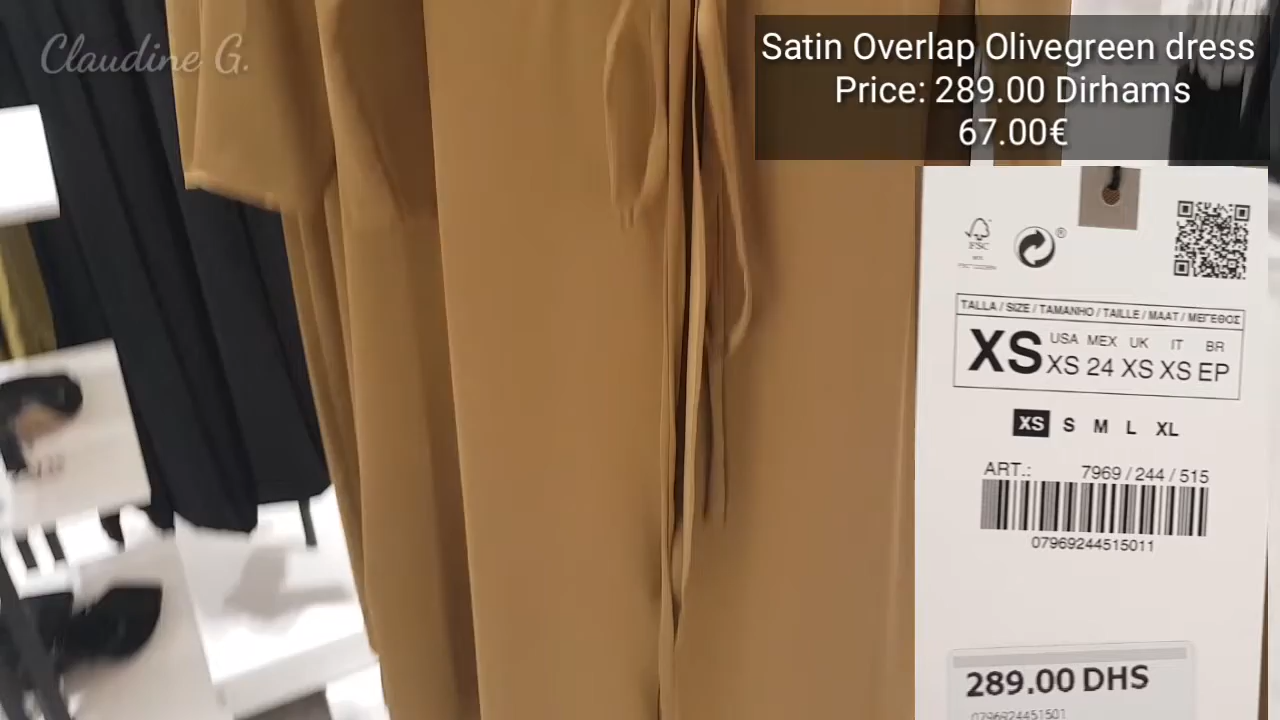 Claudine G.
Satin Overlap Olivegreen dress
Price: 289.00 Dirhams
67.00€
FSC
®
TALLA / SIZE / TAMANHO / TAILLE / MAAT / ΜΕΓΕΘΟΣ
XS
USA MEX UK IT BR
XS 24 XS XS EP
XS S M L XL
ART.: 7969 / 244 / 515
07969244515011
289.00 DHS